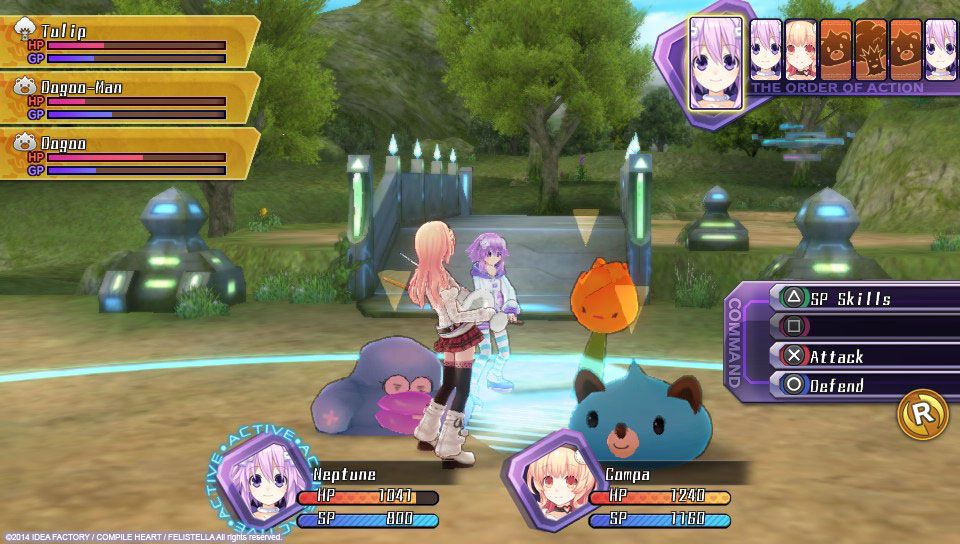 Tulip
HP
GP
Dogoo-Man
HP
GP
Dogoo
HP
GP
THE ORDER OF ACTION
COMMAND
SP Skills
Attack
Defend
R
ACTIVE • ACTIVE • ACTIVE
Neptune
HP 1041
SP 800
Compa
HP 1240
SP 1160
©2014 IDEA FACTORY / COMPILE HEART / FELISTELLA All rights reserved.